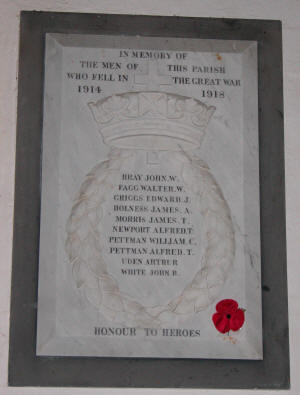 IN MEMORY OF
THE MEN OF THIS PARISH
WHO FELL IN THE GREAT WAR
1914 1918
BRAY JOHN.W.
FAGG WALTER.W.
GRIGGS EDWARD.J.
HOLNESS JAMES.A.
MORRIS JAMES.T.
NEWPORT ALFRED.T.
PETTMAN WILLIAM.C.
PETTMAN ALFRED.T.
UDEN ARTHUR
WHITE JOHN B.
HONOUR TO HEROES